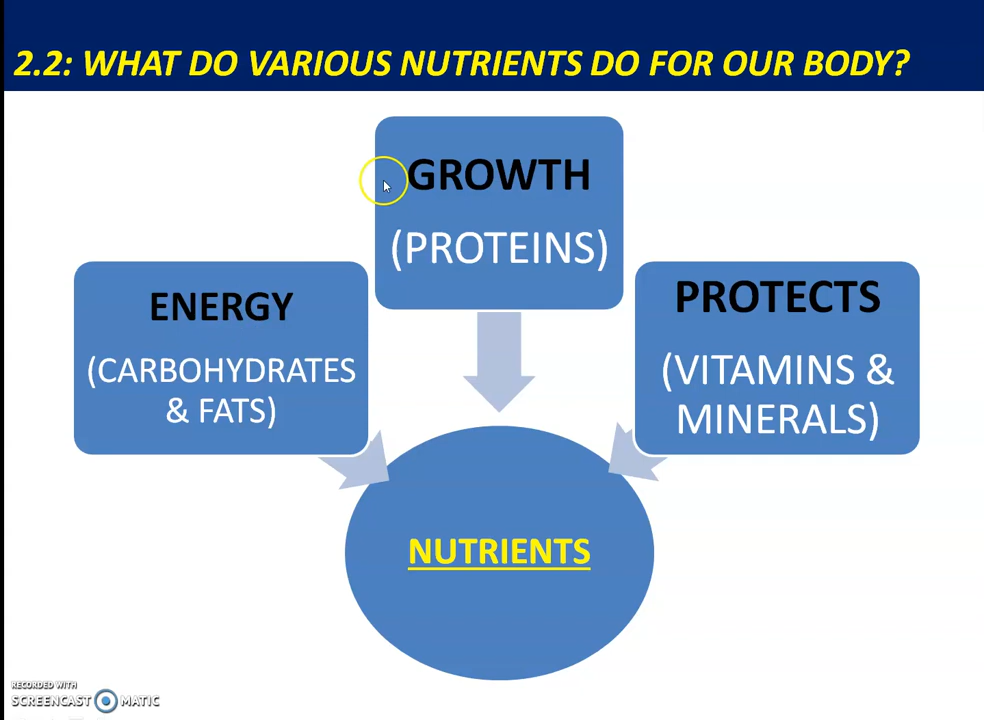 2.2: WHAT DO VARIOUS NUTRIENTS DO FOR OUR BODY?
GROWTH
(PROTEINS)
ENERGY
(CARBOHYDRATES
& FATS)
PROTECTS
(VITAMINS &
MINERALS)
NUTRIENTS
RECORDED WITH
SCREENCAST MATIC